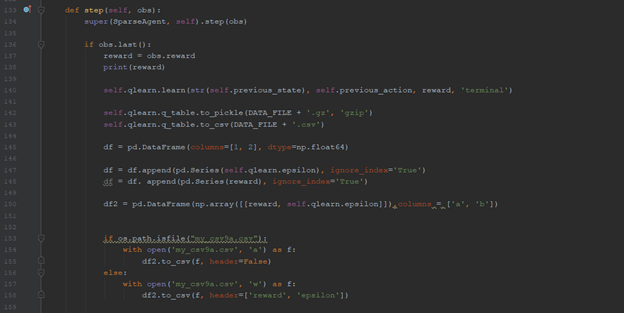 133 def step(self, obs):
134 super(SparseAgent, self).step(obs)
135
136 if obs.last():
137 reward = obs.reward
138 print(reward)
139
140 self.qlearn.learn(str(self.previous_state), self.previous_action, reward, 'terminal')
141
142 self.qlearn.q_table.to_pickle(DATA_FILE + '.gz', 'gzip')
143 self.qlearn.q_table.to_csv(DATA_FILE + '.csv')
144
145 df = pd.DataFrame(columns=[1, 2], dtype=np.float64)
146
147 df = df.append(pd.Series(self.qlearn.epsilon), ignore_index='True')
148 df = df. append(pd.Series(reward), ignore_index='True')
149
150 df2 = pd.DataFrame(np.array([[reward, self.qlearn.epsilon]]),columns = ['a', 'b'])
151
152
153 if os.path.isfile("my_csv9a.csv"):
154 with open('my_csv9a.csv', 'a') as f:
155 df2.to_csv(f, header=False)
156 else:
157 with open('my_csv9a.csv', 'w') as f:
158 df2.to_csv(f, header=['reward', 'epsilon'])
159